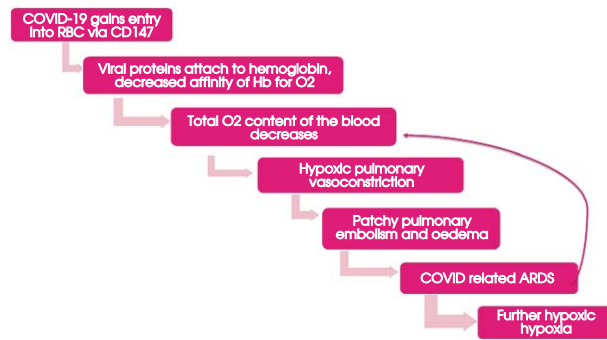 COVID-19 gains entry
into RBC via CD147
Viral proteins attach to hemoglobin,
decreased affinity of Hb for O2
Total O2 content of the blood
decreases
Hypoxic pulmonary
vasoconstriction
Patchy pulmonary
embolism and oedema
COVID related ARDS
Further hypoxic
hypoxia